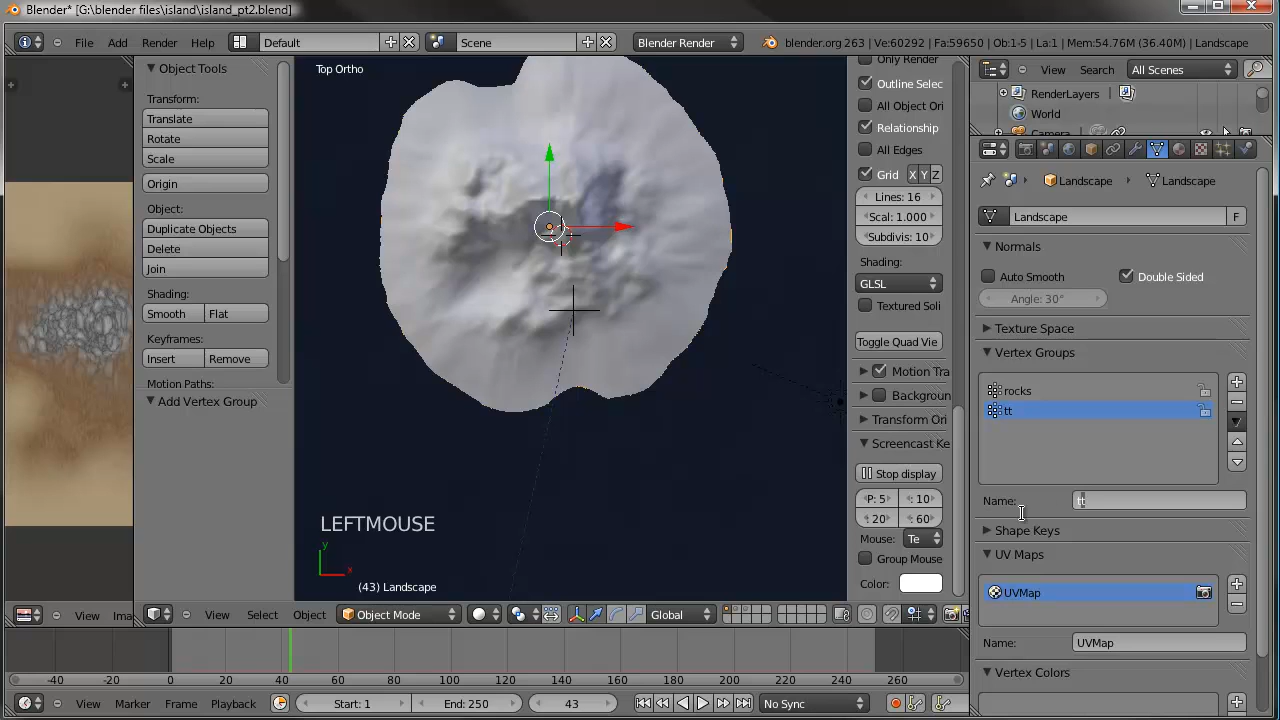 Blender* [G:\blender files\island\island_pt2.blend]
File Add Render Help Default Scene Blender Render blender.org 263 | Ve:60292 | Fa:59650 | Ob:1-5 | La:1 | Mem:54.76M (36.40M) | Landscape
Object Tools
Transform:
Translate
Rotate
Scale
Origin
Object:
Duplicate Objects
Delete
Join
Shading:
Smooth Flat
Keyframes:
Insert Remove
Motion Paths:
Add Vertex Group
Top Ortho
LEFTMOUSE
y
x
(43) Landscape
Only Render
Outline Selec
All Object Ori
Relationship
All Edges
Grid X Y Z
Lines: 16
Scal: 1.000
Subdivis: 10
Shading:
GLSL
Textured Soli
Toggle Quad Vie
Motion Tra
Backgroun
Transform Ori
Screencast Ke
Stop display
P: 5 : 10
: 20 : 60
Mouse: Te
Group Mouse
Color:
View Search All Scenes
RenderLayers
World
Camera
Landscape Landscape
Landscape F
Normals
Auto Smooth Double Sided
Angle: 30°
Texture Space
Vertex Groups
rocks
tt
Name: tt
Shape Keys
UV Maps
UVMap
Name: UVMap
Vertex Colors
View Select Object Object Mode Global
-40 -20 0 20 40 60 80 100 120 140 160 180 200 220 240 260
View Marker Frame Playback Start: 1 End: 250 43 No Sync